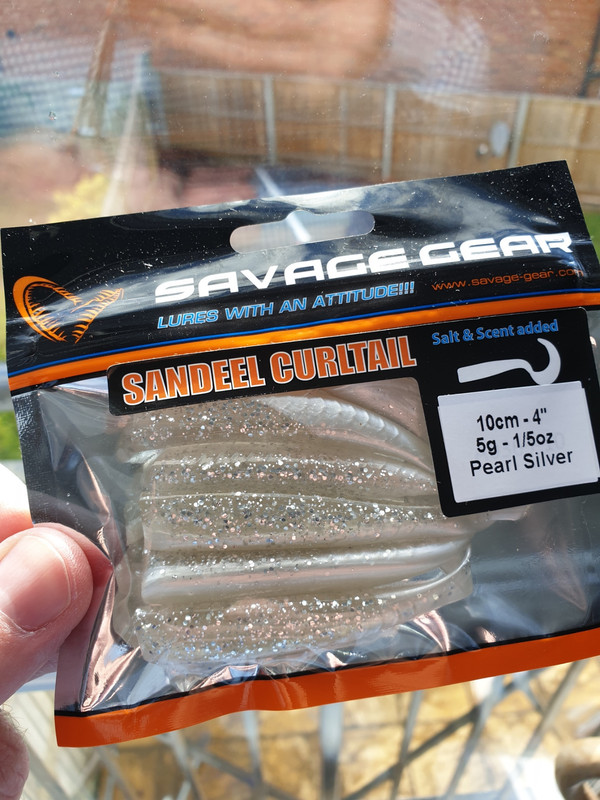 SAVAGE GEAR
LURES WITH AN ATTITUDE!!!
www.savage-gear.com
SANDEEL CURLTAIL
Salt & Scent added
10cm - 4"
5g - 1/5oz
Pearl Silver